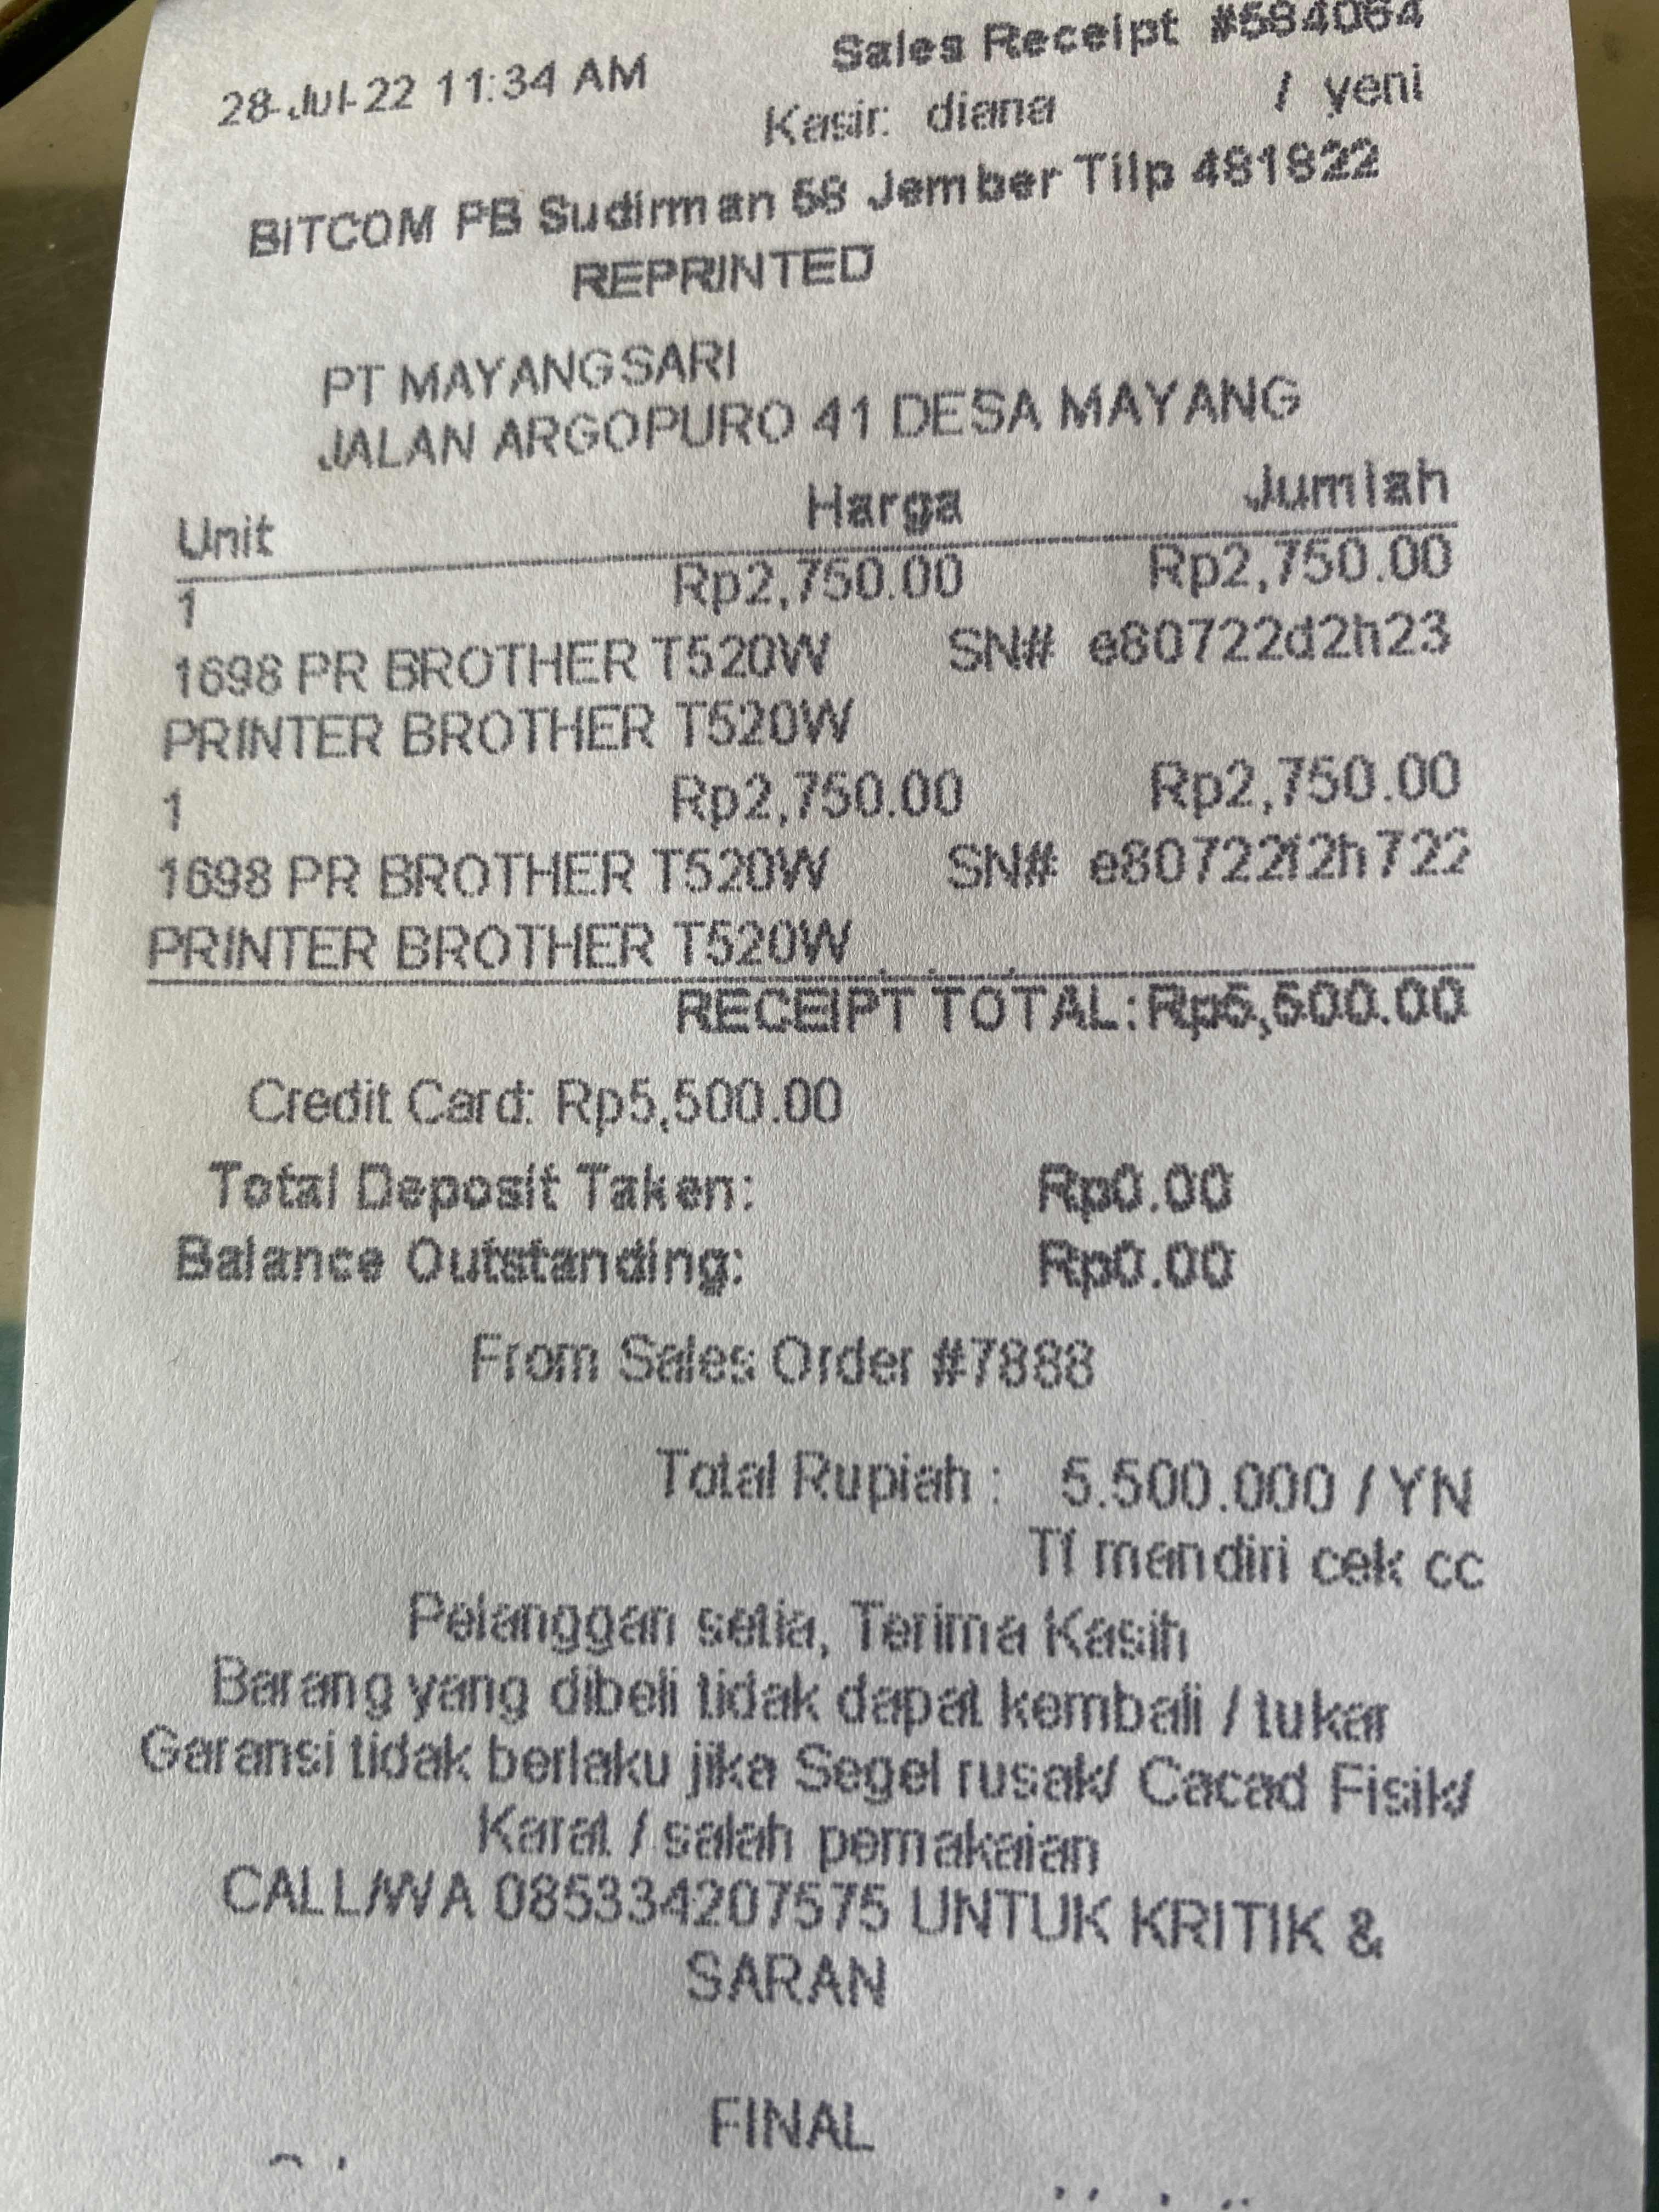 Sales Receipt #584064
28-Jul-22 11:34 AM
Kasir: diana / yeni
BITCOM PB Sudirman 58 Jember Tilp 481822
REPRINTED
PT MAYANGSARI
JALAN ARGOPURO 41 DESA MAYANG
Unit Harga Jumlah
1 Rp2,750.00 Rp2,750.00
1698 PR BROTHER T520W SN# e80722d2h23
PRINTER BROTHER T520W
1 Rp2,750.00 Rp2,750.00
1698 PR BROTHER T520W SN# e80722f2h722
PRINTER BROTHER T520W
RECEIPT TOTAL: Rp5,500.00
Credit Card: Rp5,500.00
Total Deposit Taken: Rp0.00
Balance Outstanding: Rp0.00
From Sales Order #7888
Total Rupiah : 5.500.000 / YN
Tf mandiri cek cc
Pelanggan setia, Terima Kasih
Barang yang dibeli tidak dapat kembali / tukar
Garansi tidak berlaku jika Segel rusak/ Cacad Fisik/
Karat / salah pemakaian
CALL/WA 085334207575 UNTUK KRITIK &
SARAN
FINAL